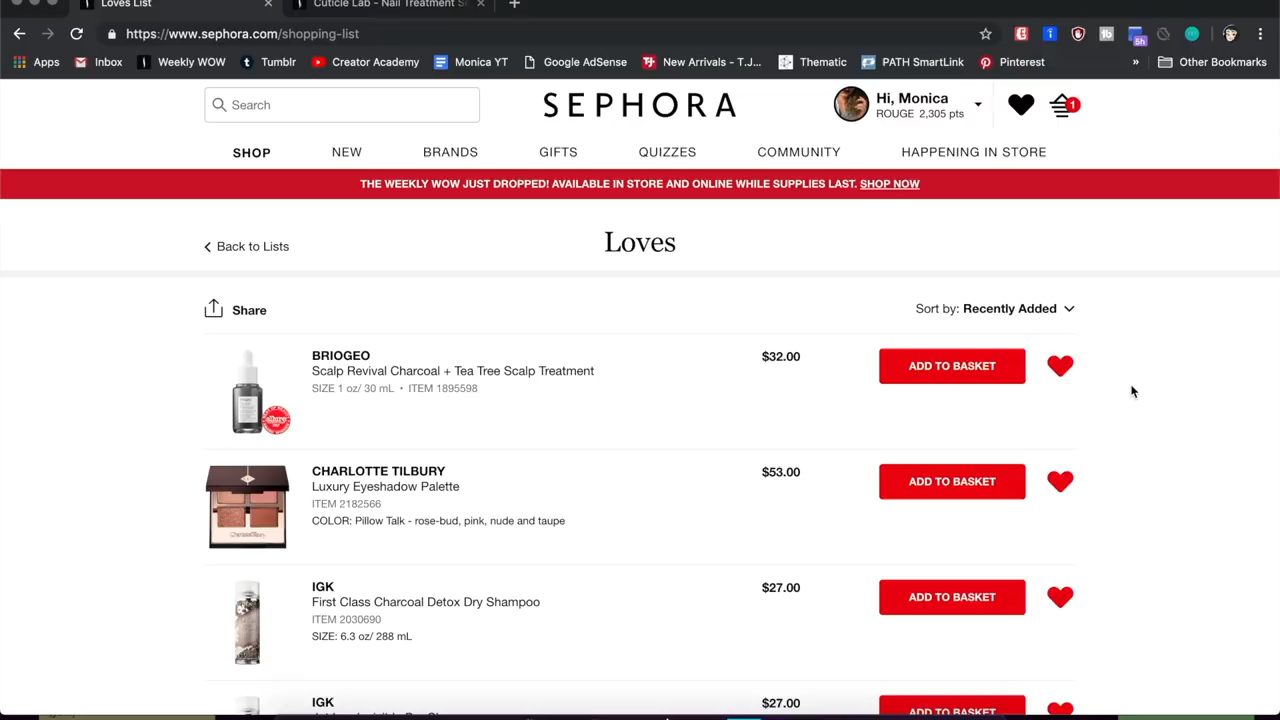 Loves List
Cuticle Lab - Nail Treatment S
https://www.sephora.com/shopping-list
5h
Apps
Inbox
Weekly WOW
Tumblr
Creator Academy
Monica YT
Google AdSense
New Arrivals - T.J...
Thematic
PATH SmartLink
Pinterest
»
Other Bookmarks
Search
SEPHORA
Hi, Monica
ROUGE 2,305 pts
1
SHOP
NEW
BRANDS
GIFTS
QUIZZES
COMMUNITY
HAPPENING IN STORE
THE WEEKLY WOW JUST DROPPED! AVAILABLE IN STORE AND ONLINE WHILE SUPPLIES LAST. SHOP NOW
Back to Lists
Loves
Share
Sort by: Recently Added
BRIOGEO
Scalp Revival Charcoal + Tea Tree Scalp Treatment
SIZE 1 oz/ 30 mL • ITEM 1895598
$32.00
ADD TO BASKET
allure
CHARLOTTE TILBURY
Luxury Eyeshadow Palette
ITEM 2182566
COLOR: Pillow Talk - rose-bud, pink, nude and taupe
$53.00
ADD TO BASKET
IGK
First Class Charcoal Detox Dry Shampoo
ITEM 2030690
SIZE: 6.3 oz/ 288 mL
$27.00
ADD TO BASKET
IGK
$27.00
ADD TO BASKET